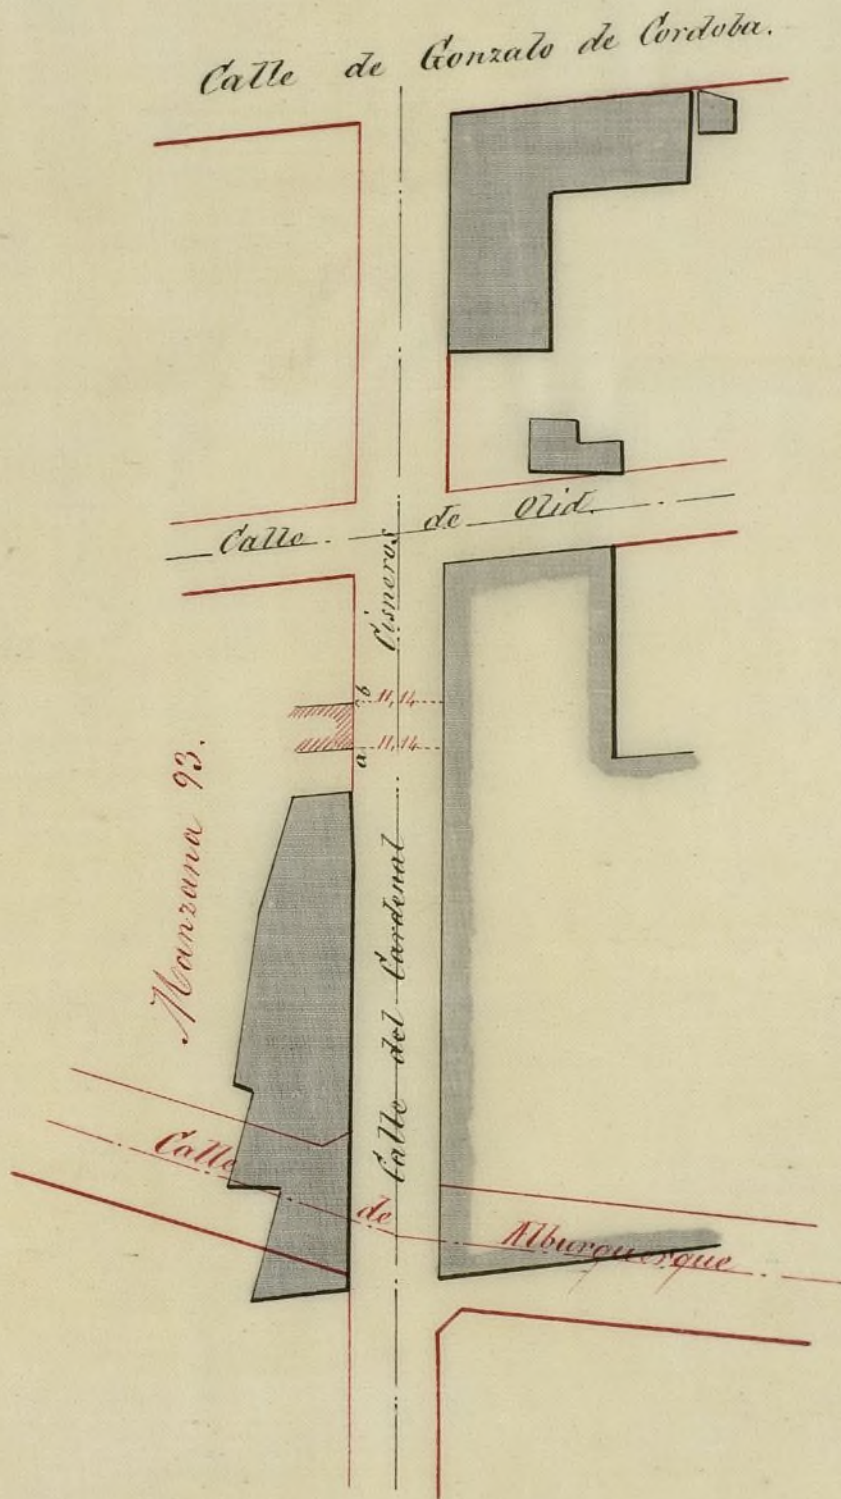 Calle de Gonzalo de Cordoba.
Calle de Olid.
Calle del Cardenal Cisneros
b 11,14
a 11,14
Manzana 93.
Calle de Alburquerque